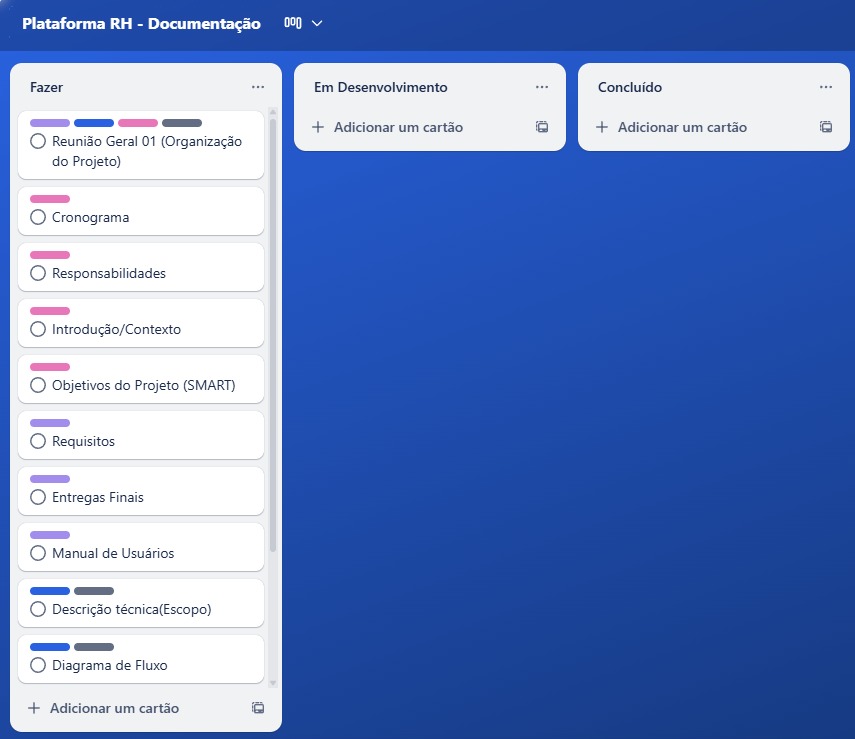 Plataforma RH - Documentação
Fazer
Reunião Geral 01 (Organização
do Projeto)
Cronograma
Responsabilidades
Introdução/Contexto
Objetivos do Projeto (SMART)
Requisitos
Entregas Finais
Manual de Usuários
Descrição técnica(Escopo)
Diagrama de Fluxo
Adicionar um cartão
Em Desenvolvimento
Adicionar um cartão
Concluído
Adicionar um cartão